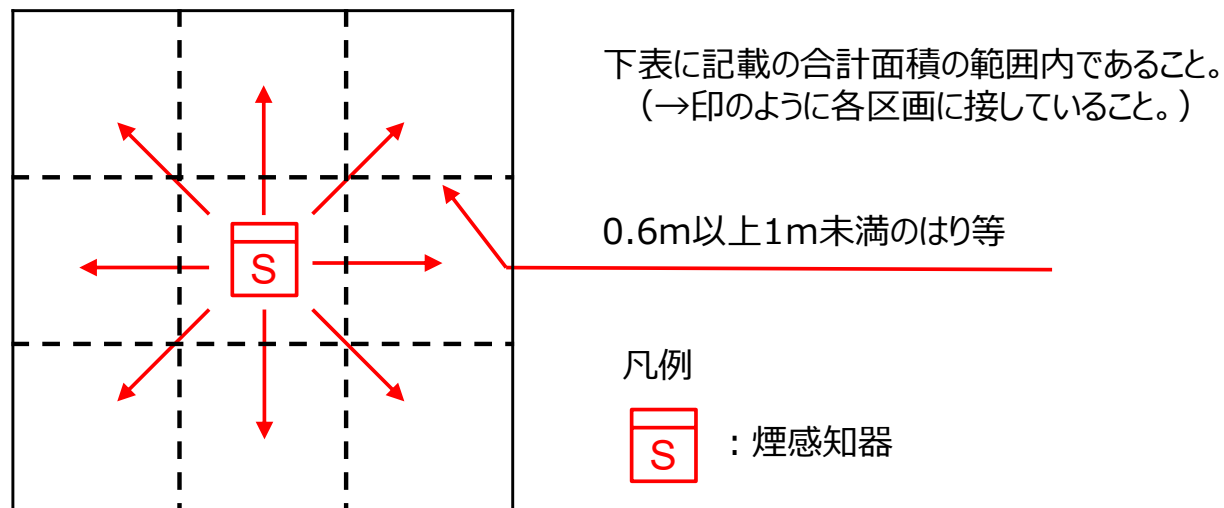 下表に記載の合計面積の範囲内であること。
（→印のように各区画に接していること。）
0.6m以上1m未満のはり等
S
凡例
S ：煙感知器